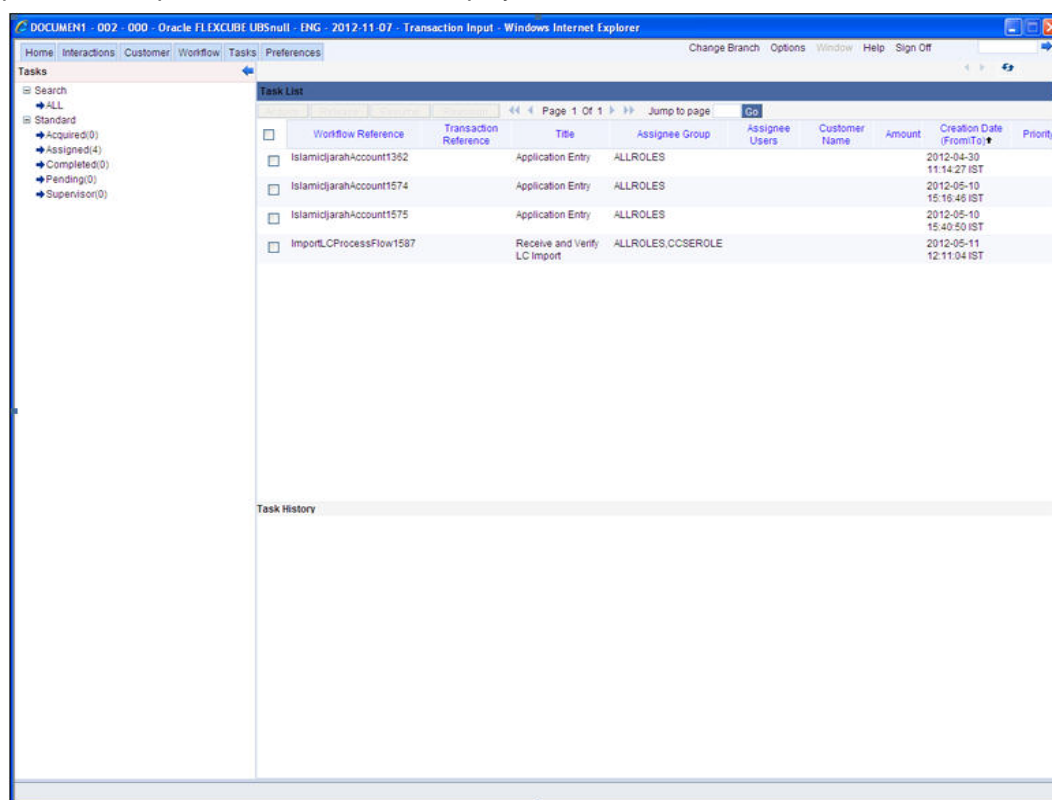 DOCUMEN1 - 002 - 000 - Oracle FLEXCUBE UBSnull - ENG - 2012-11-07 - Transaction Input - Windows Internet Explorer
Home Interactions Customer Workflow Tasks Preferences Change Branch Options Window Help Sign Off
Tasks
Search
ALL
Standard
Acquired(0)
Assigned(4)
Completed(0)
Pending(0)
Supervisor(0)
Task List
Page 1 Of 1 Jump to page Go
Workflow Reference Transaction Reference Title Assignee Group Assignee Users Customer Name Amount Creation Date (From\To) Priority
IslamicIjarahAccount1362 Application Entry ALLROLES 2012-04-30 11:14:27 IST
IslamicIjarahAccount1574 Application Entry ALLROLES 2012-05-10 15:16:46 IST
IslamicIjarahAccount1575 Application Entry ALLROLES 2012-05-10 15:40:50 IST
ImportLCProcessFlow1587 Receive and Verify LC Import ALLROLES,CCSEROLE 2012-05-11 12:11:04 IST
Task History